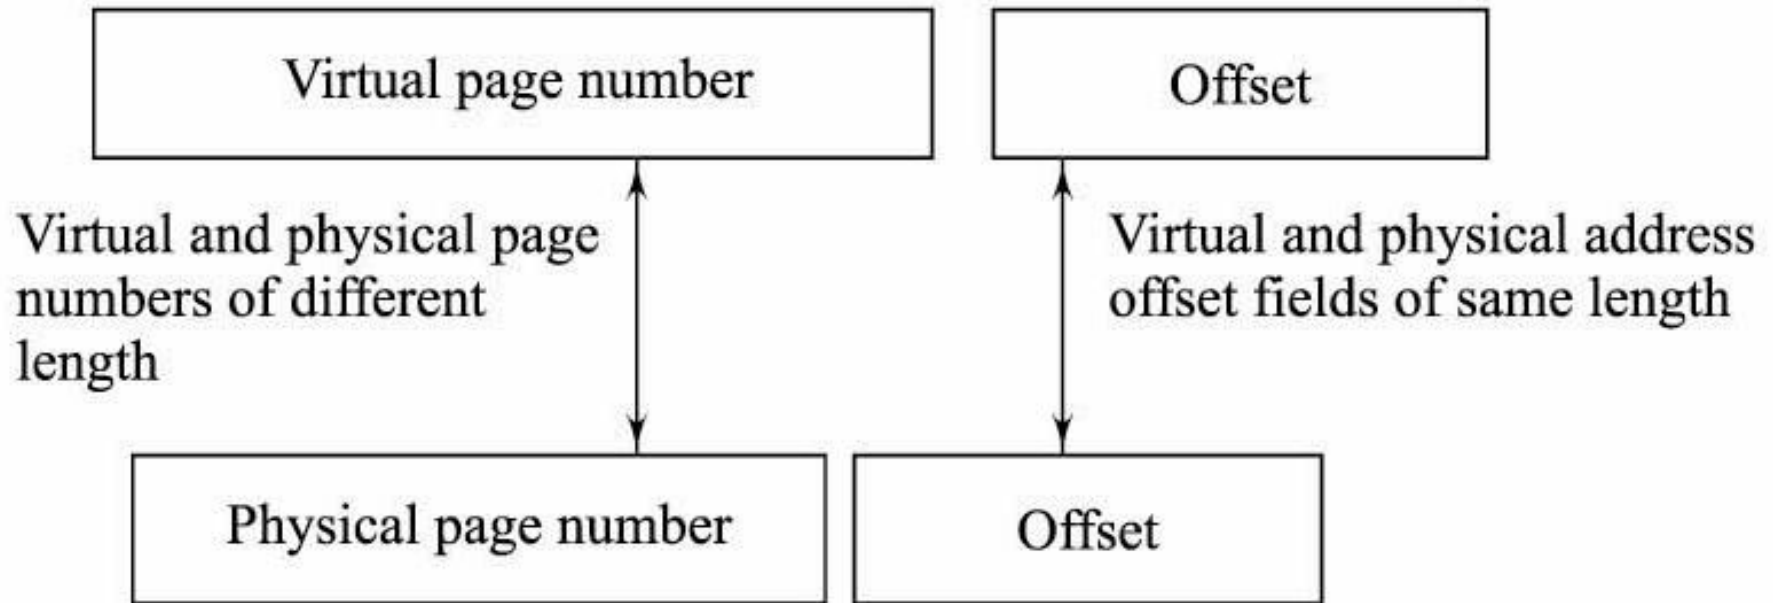 Virtual page number
Offset
Virtual and physical page
numbers of different
length
Virtual and physical address
offset fields of same length
Physical page number
Offset